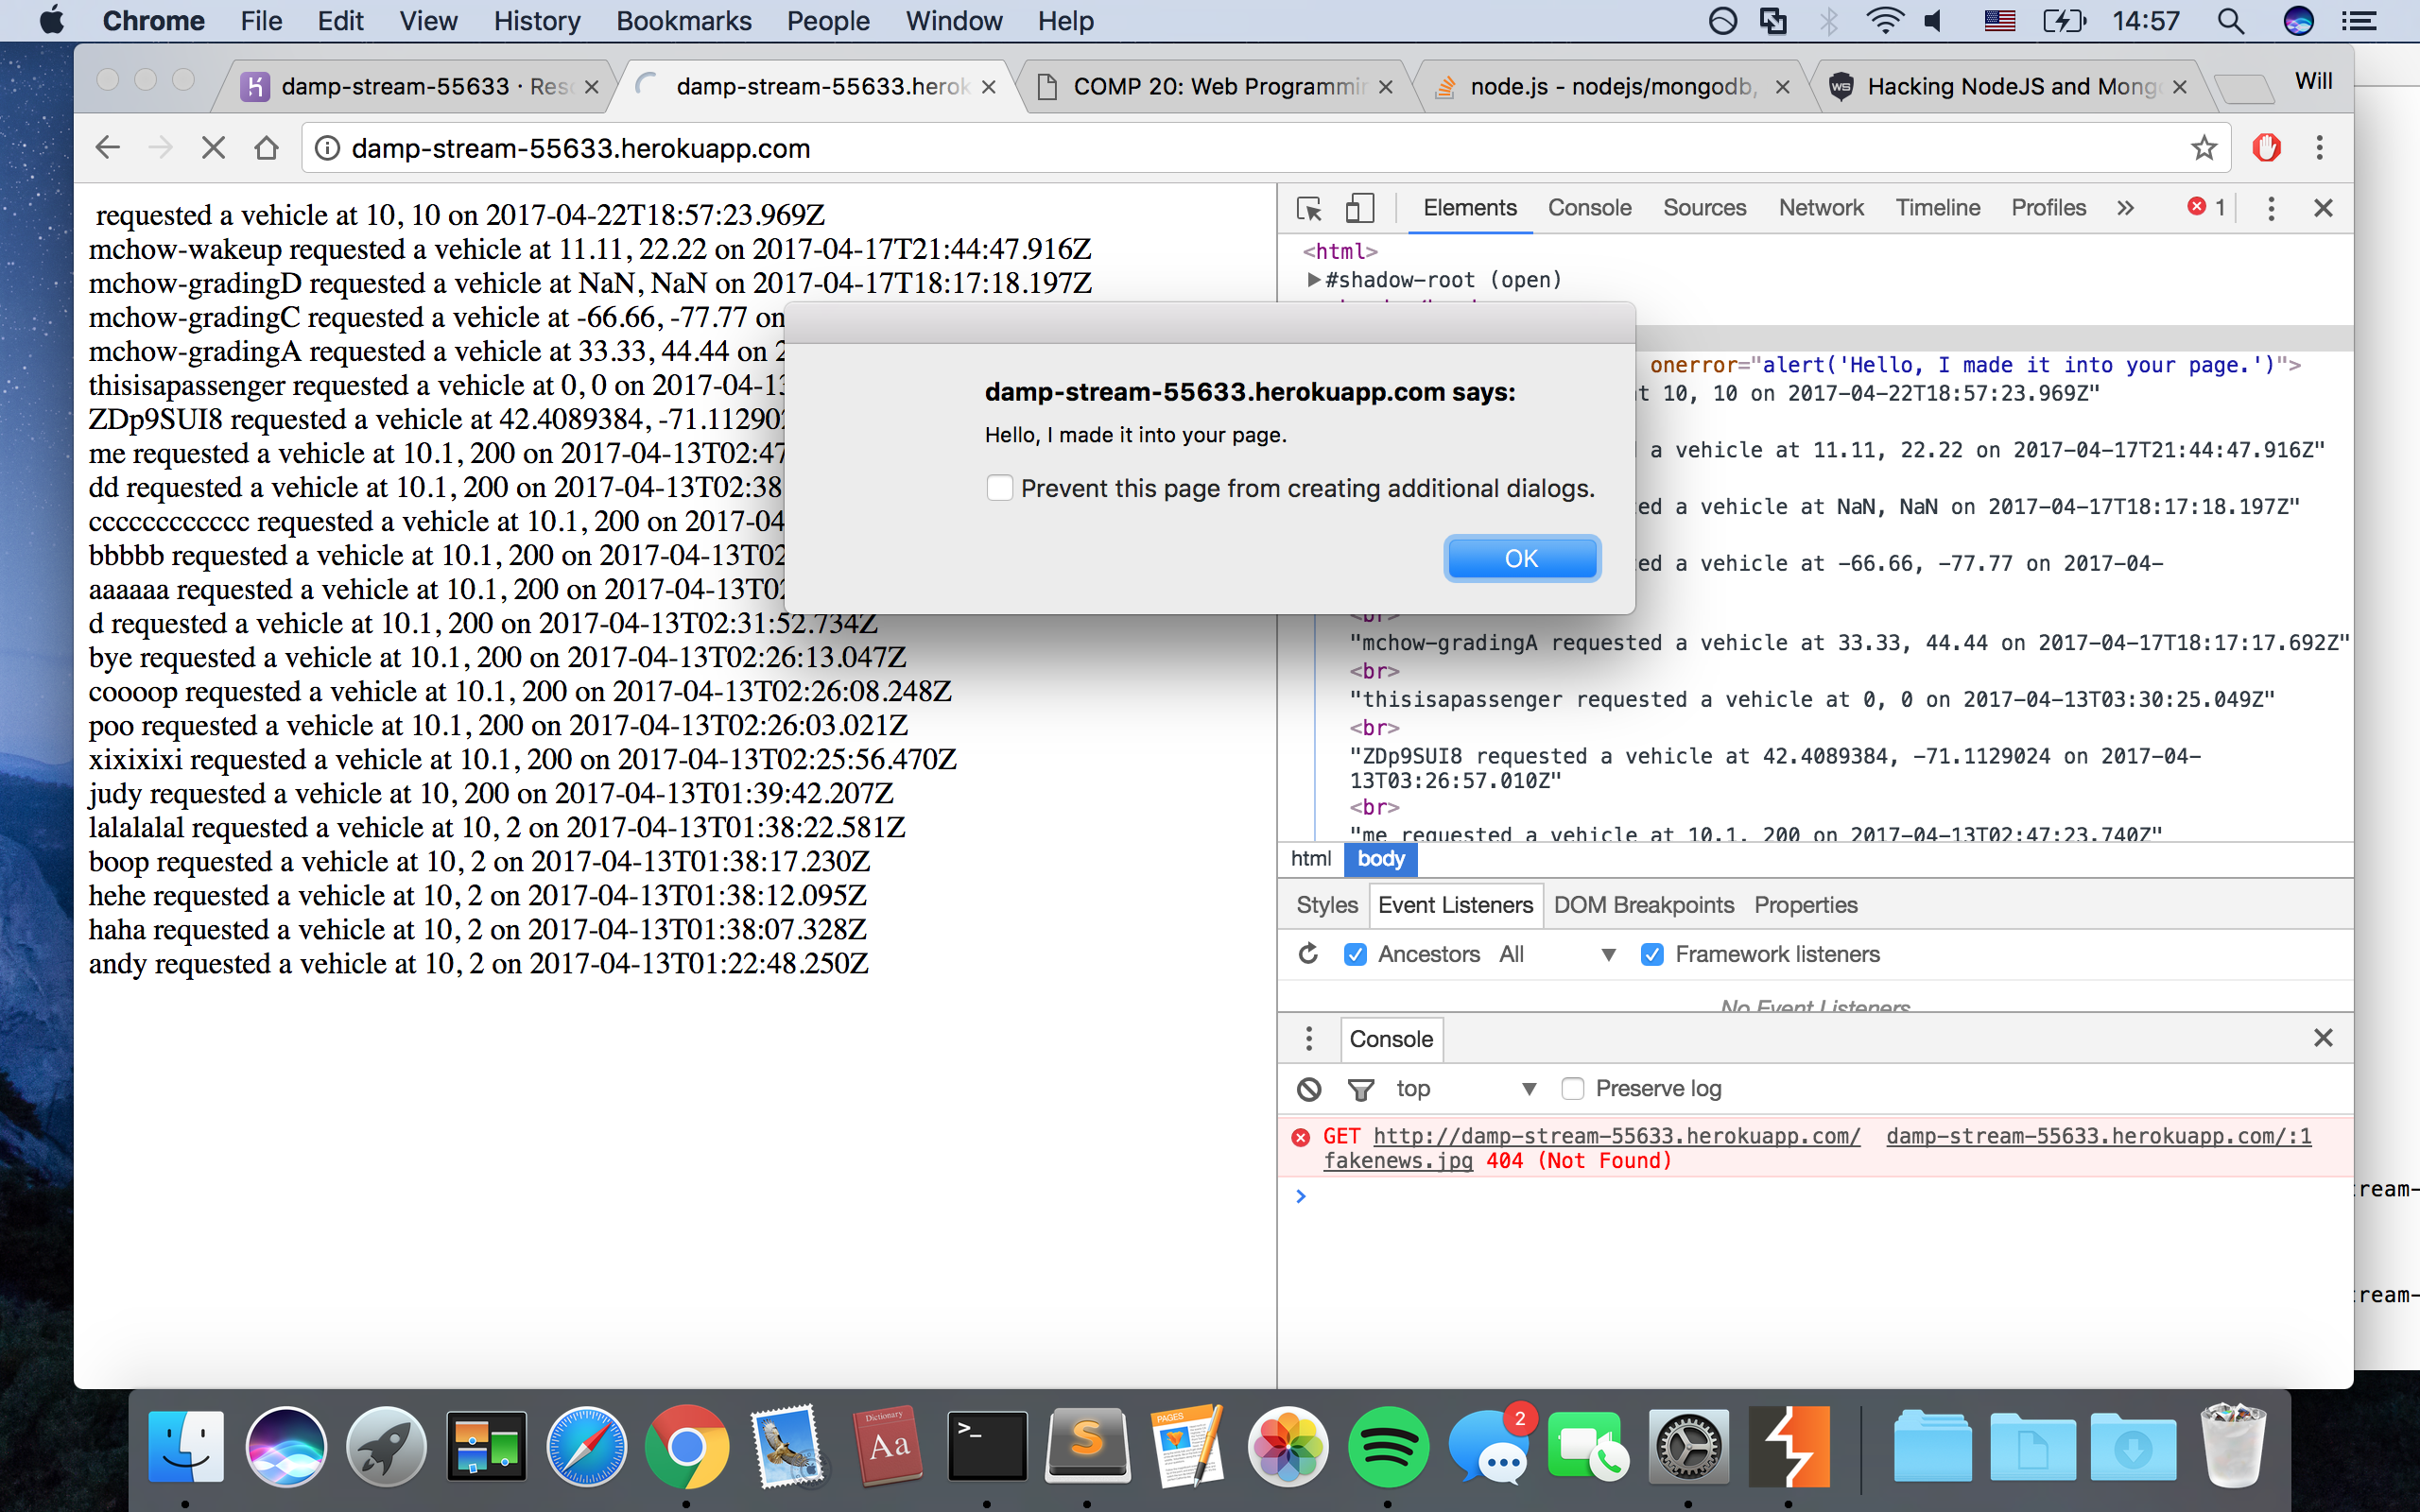 Chrome File Edit View History Bookmarks People Window Help 14:57
damp-stream-55633 · Res
damp-stream-55633.herok
COMP 20: Web Programmin
node.js - nodejs/mongodb,
WS Hacking NodeJS and Mong
Will
damp-stream-55633.herokuapp.com
requested a vehicle at 10, 10 on 2017-04-22T18:57:23.969Z
mchow-wakeup requested a vehicle at 11.11, 22.22 on 2017-04-17T21:44:47.916Z
mchow-gradingD requested a vehicle at NaN, NaN on 2017-04-17T18:17:18.197Z
mchow-gradingC requested a vehicle at -66.66, -77.77 on
mchow-gradingA requested a vehicle at 33.33, 44.44 on 2
thisisapassenger requested a vehicle at 0, 0 on 2017-04-13
ZDp9SUI8 requested a vehicle at 42.4089384, -71.11290
me requested a vehicle at 10.1, 200 on 2017-04-13T02:47
dd requested a vehicle at 10.1, 200 on 2017-04-13T02:38
cccccccccccc requested a vehicle at 10.1, 200 on 2017-04
bbbbb requested a vehicle at 10.1, 200 on 2017-04-13T02
aaaaaa requested a vehicle at 10.1, 200 on 2017-04-13T02
d requested a vehicle at 10.1, 200 on 2017-04-13T02:31:52.734Z
bye requested a vehicle at 10.1, 200 on 2017-04-13T02:26:13.047Z
coooop requested a vehicle at 10.1, 200 on 2017-04-13T02:26:08.248Z
poo requested a vehicle at 10.1, 200 on 2017-04-13T02:26:03.021Z
xixixixi requested a vehicle at 10.1, 200 on 2017-04-13T02:25:56.470Z
judy requested a vehicle at 10, 200 on 2017-04-13T01:39:42.207Z
lalalalal requested a vehicle at 10, 2 on 2017-04-13T01:38:22.581Z
boop requested a vehicle at 10, 2 on 2017-04-13T01:38:17.230Z
hehe requested a vehicle at 10, 2 on 2017-04-13T01:38:12.095Z
haha requested a vehicle at 10, 2 on 2017-04-13T01:38:07.328Z
andy requested a vehicle at 10, 2 on 2017-04-13T01:22:48.250Z
damp-stream-55633.herokuapp.com says:
Hello, I made it into your page.
Prevent this page from creating additional dialogs.
OK
Elements Console Sources Network Timeline Profiles » 1
<html>
▶#shadow-root (open)
onerror="alert('Hello, I made it into your page.')">
t 10, 10 on 2017-04-22T18:57:23.969Z"
a vehicle at 11.11, 22.22 on 2017-04-17T21:44:47.916Z"
ed a vehicle at NaN, NaN on 2017-04-17T18:17:18.197Z"
ed a vehicle at -66.66, -77.77 on 2017-04-
<br>
"mchow-gradingA requested a vehicle at 33.33, 44.44 on 2017-04-17T18:17:17.692Z"
<br>
"thisisapassenger requested a vehicle at 0, 0 on 2017-04-13T03:30:25.049Z"
<br>
"ZDp9SUI8 requested a vehicle at 42.4089384, -71.1129024 on 2017-04-
13T03:26:57.010Z"
<br>
"me requested a vehicle at 10.1, 200 on 2017-04-13T02:47:23.740Z"
html body
Styles Event Listeners DOM Breakpoints Properties
Ancestors All ▼ Framework listeners
No Event Listeners
Console
top ▼ Preserve log
GET http://damp-stream-55633.herokuapp.com/ damp-stream-55633.herokuapp.com/:1
fakenews.jpg 404 (Not Found)
>
tream-
tream-
Dictionary
Aa
>_
S
PAGES
2